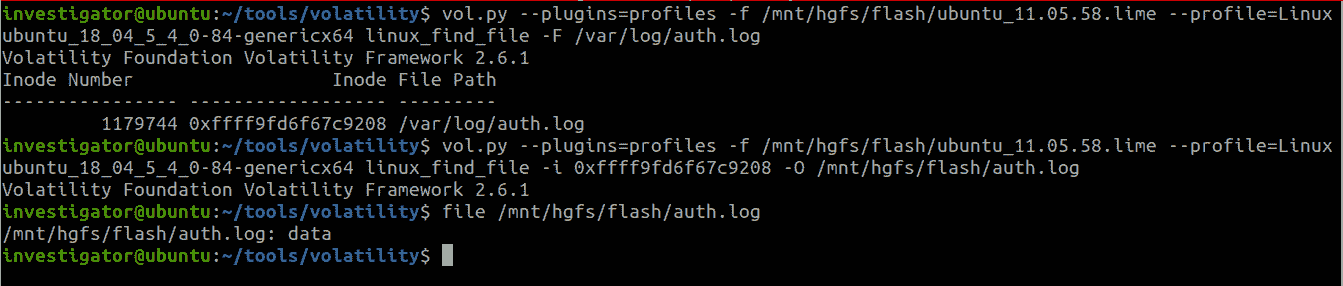 investigator@ubuntu:~/tools/volatility$ vol.py --plugins=profiles -f /mnt/hgfs/flash/ubuntu_11.05.58.lime --profile=Linux
ubuntu_18_04_5_4_0-84-genericx64 linux_find_file -F /var/log/auth.log
Volatility Foundation Volatility Framework 2.6.1
Inode Number                  Inode File Path
---------------- ------------------ ---------
         1179744 0xffff9fd6f67c9208 /var/log/auth.log
investigator@ubuntu:~/tools/volatility$ vol.py --plugins=profiles -f /mnt/hgfs/flash/ubuntu_11.05.58.lime --profile=Linux
ubuntu_18_04_5_4_0-84-genericx64 linux_find_file -i 0xffff9fd6f67c9208 -O /mnt/hgfs/flash/auth.log
Volatility Foundation Volatility Framework 2.6.1
investigator@ubuntu:~/tools/volatility$ file /mnt/hgfs/flash/auth.log
/mnt/hgfs/flash/auth.log: data
investigator@ubuntu:~/tools/volatility$